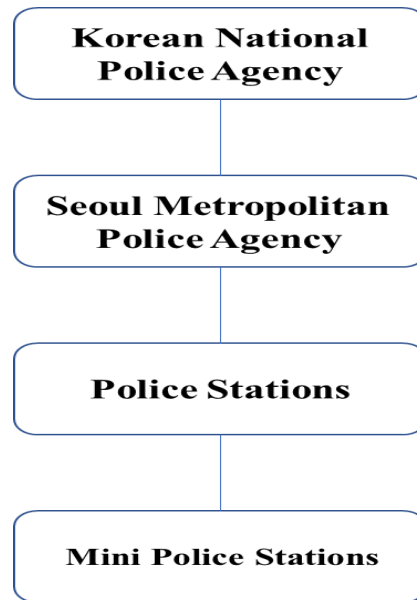 Korean National
Police Agency
Seoul Metropolitan
Police Agency
Police Stations
Mini Police Stations